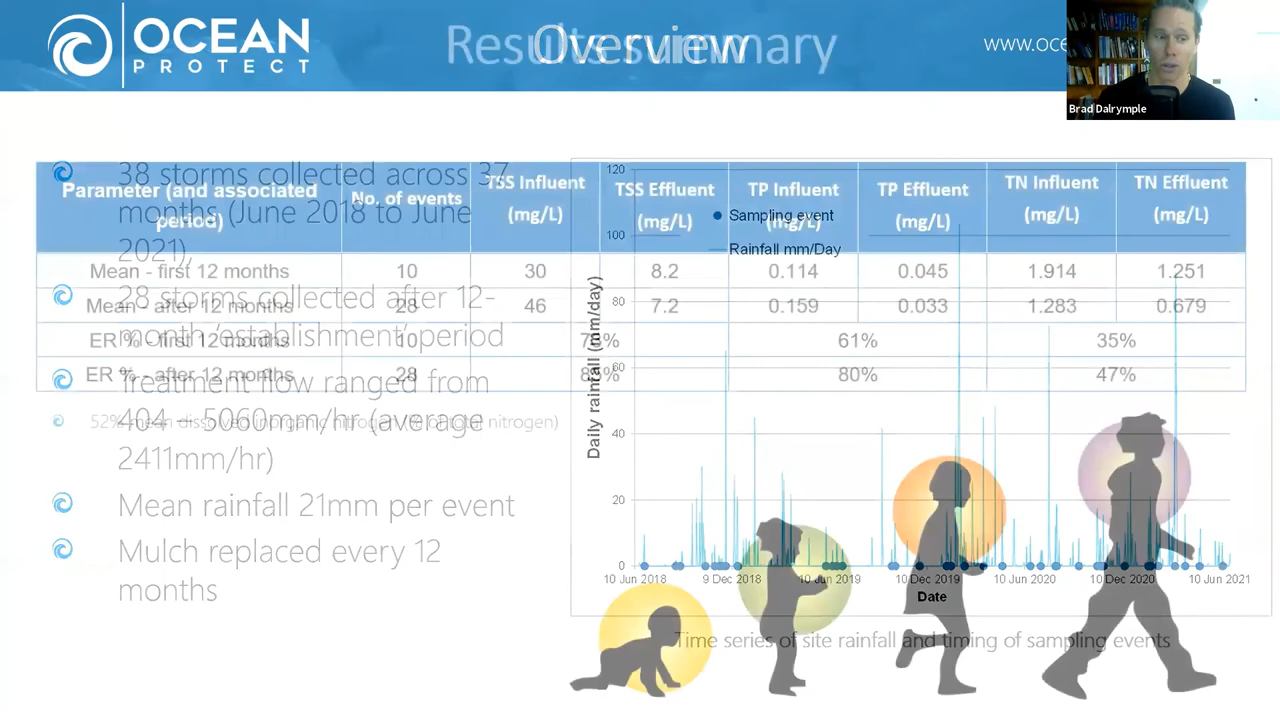 OCEAN
PROTECT
Results summary
Overview
www.oce
Brad Dalrymple
38 storms collected across 37
months (June 2018 to June
2021),
28 storms collected after 12-
month 'establishment' period
Treatment flow ranged from
404 – 5060mm/hr (average
2411mm/hr)
Mean rainfall 21mm per event
Mulch replaced every 12
months
Parameter (and associated period) No. of events TSS Influent (mg/L) TSS Effluent (mg/L) TP Influent (mg/L) TP Effluent (mg/L) TN Influent (mg/L) TN Effluent (mg/L)
Mean - first 12 months 10 30 8.2 0.114 0.045 1.914 1.251
Mean - after 12 months 28 46 7.2 0.159 0.033 1.283 0.679
ER % - first 12 months 10 61% 35%
ER % - after 12 months 28 80% 47%
52% mean dissolved inorganic nitrogen (% of total nitrogen)
Sampling event
Rainfall mm/Day
Daily rainfall (mm/day)
120
100
80
60
40
20
0
10 Jun 2018 9 Dec 2018 10 Jun 2019 10 Dec 2019 10 Jun 2020 10 Dec 2020 10 Jun 2021
Date
Time series of site rainfall and timing of sampling events